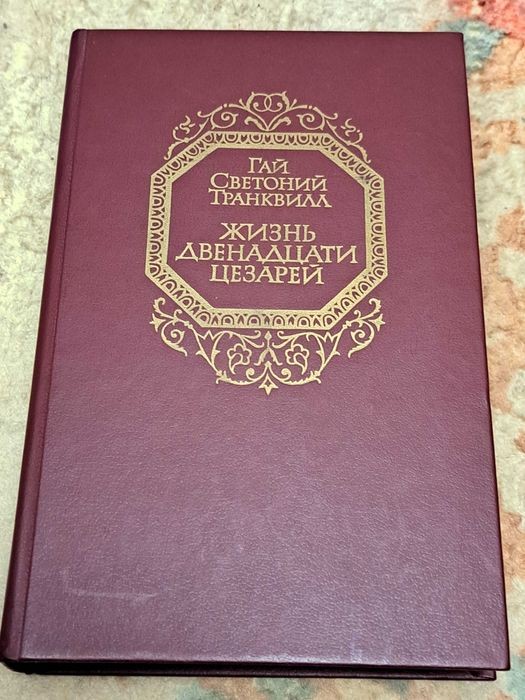 Гай
Светоний
Транквилл
ЖИЗНЬ
ДВЕНАДЦАТИ
ЦЕЗАРЕЙ